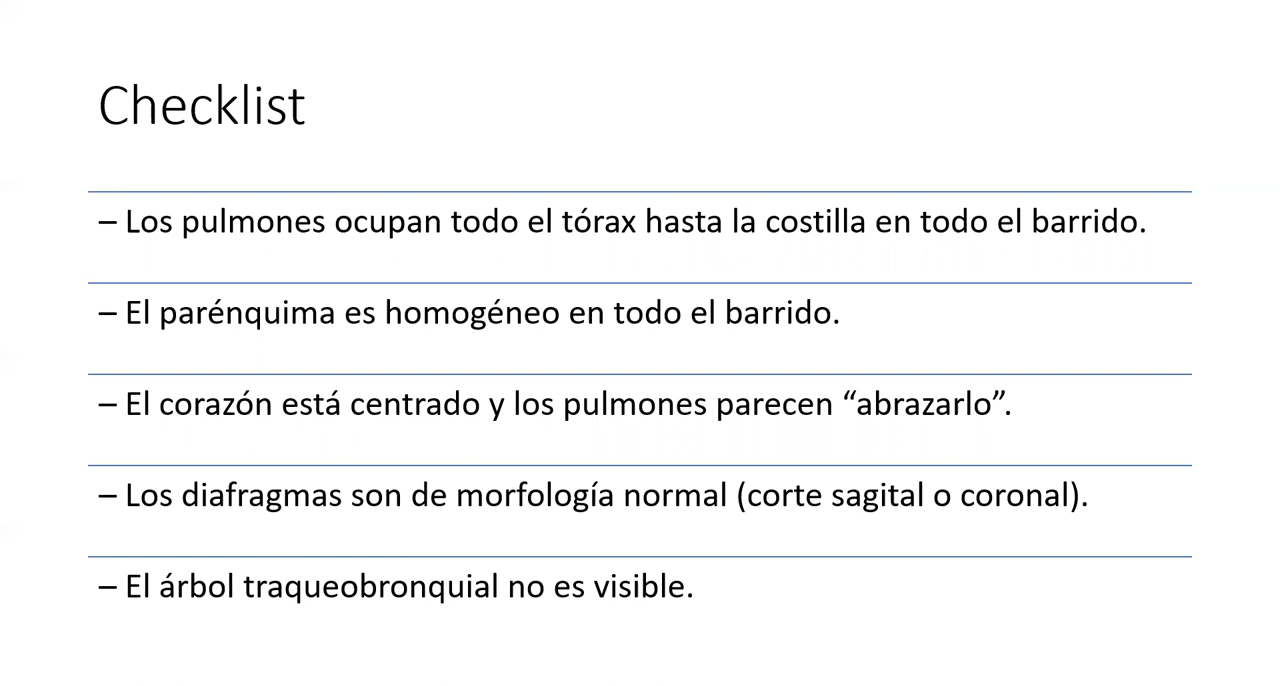 Checklist
– Los pulmones ocupan todo el tórax hasta la costilla en todo el barrido.
– El parénquima es homogéneo en todo el barrido.
– El corazón está centrado y los pulmones parecen “abrazarlo”.
– Los diafragmas son de morfología normal (corte sagital o coronal).
– El árbol traqueobronquial no es visible.